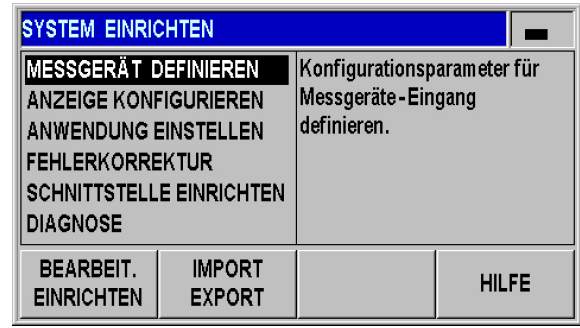 SYSTEM EINRICHTEN
MESSGERÄT DEFINIEREN
ANZEIGE KONFIGURIEREN
ANWENDUNG EINSTELLEN
FEHLERKORREKTUR
SCHNITTSTELLE EINRICHTEN
DIAGNOSE
Konfigurationsparameter für
Messgeräte-Eingang
definieren.
BEARBEIT.
EINRICHTEN
IMPORT
EXPORT
HILFE